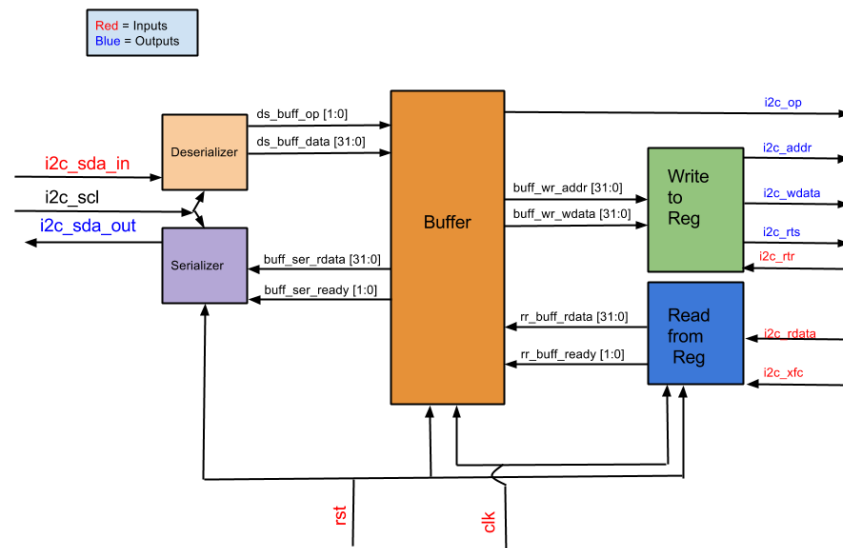 Red = Inputs
Blue = Outputs
ds_buff_op [1:0]
i2c_op
ds_buff_data [31:0]
Deserializer
i2c_sda_in
i2c_addr
i2c_scl
buff_wr_addr [31:0]
Write
to
Reg
i2c_wdata
i2c_sda_out
buff_wr_wdata [31:0]
Buffer
i2c_rts
buff_ser_rdata [31:0]
Serializer
i2c_rtr
buff_ser_ready [1:0]
rr_buff_rdata [31:0]
Read
from
Reg
i2c_rdata
rr_buff_ready [1:0]
i2c_xfc
rst
clk